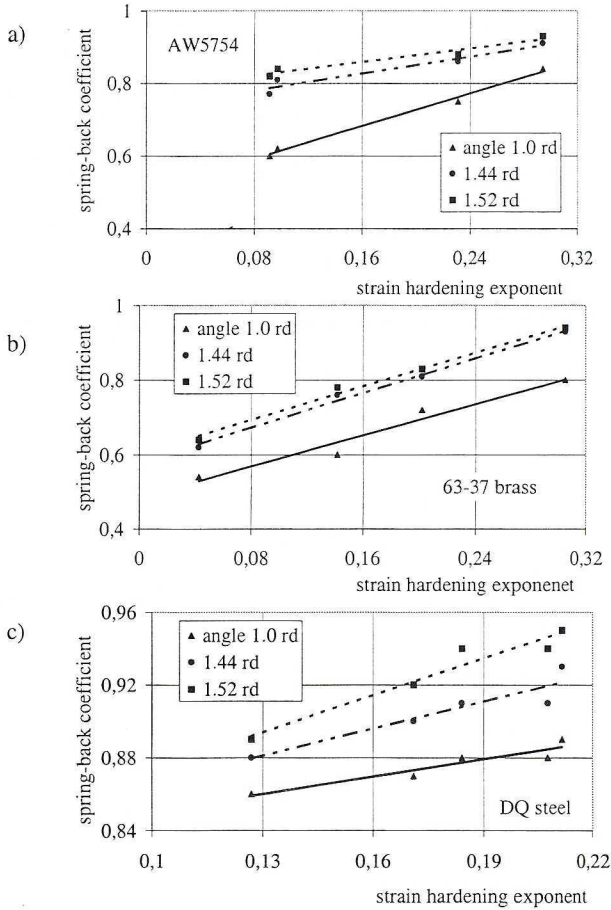 a)
spring-back coefficient
1
0,8
0,6
0,4
AW5754
angle 1.0 rd
1.44 rd
1.52 rd
0
0,08
0,16
0,24
0,32
strain hardening exponent
b)
spring-back coefficient
1
0,8
0,6
0,4
angle 1.0 rd
1.44 rd
1.52 rd
63-37 brass
0
0,08
0,16
0,24
0,32
strain hardening exponenet
c)
spring-back coefficient
0,96
0,92
0,88
0,84
angle 1.0 rd
1.44 rd
1.52 rd
DQ steel
0,1
0,13
0,16
0,19
0,22
strain hardening exponent